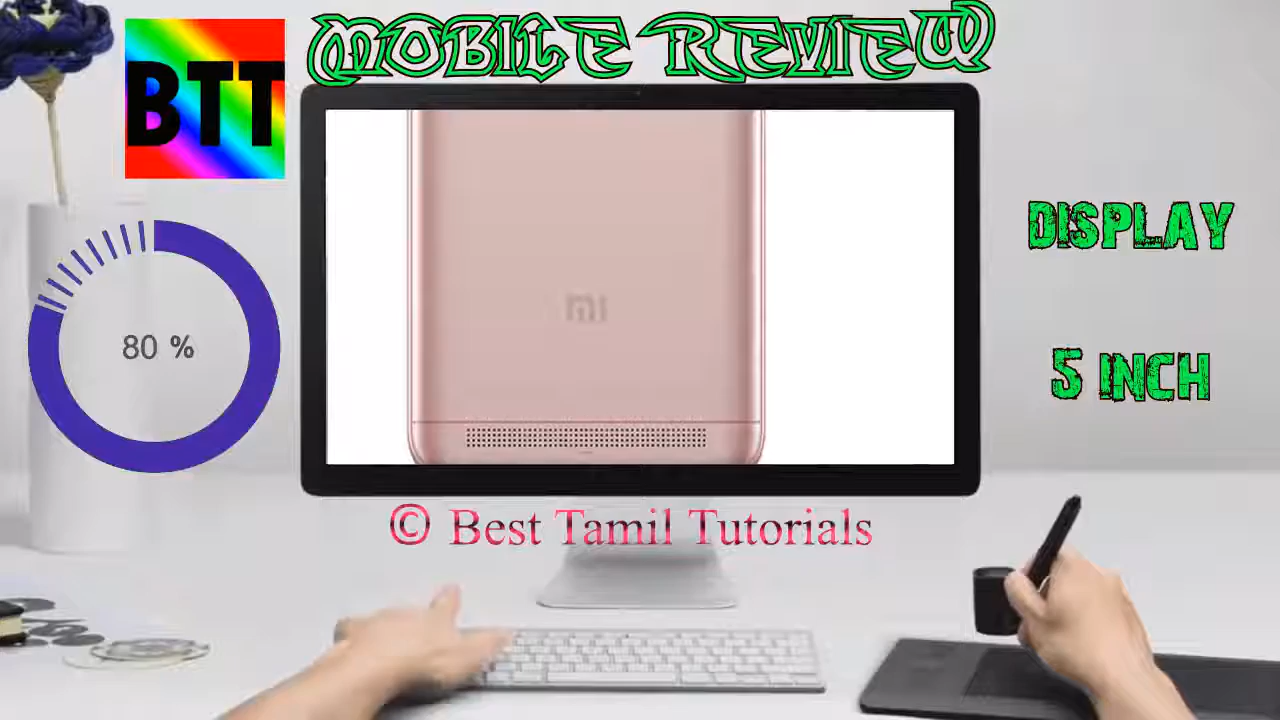 MOBILE REVIEW
BTT
DISPLAY
80 %
mi
5 INCH
© Best Tamil Tutorials